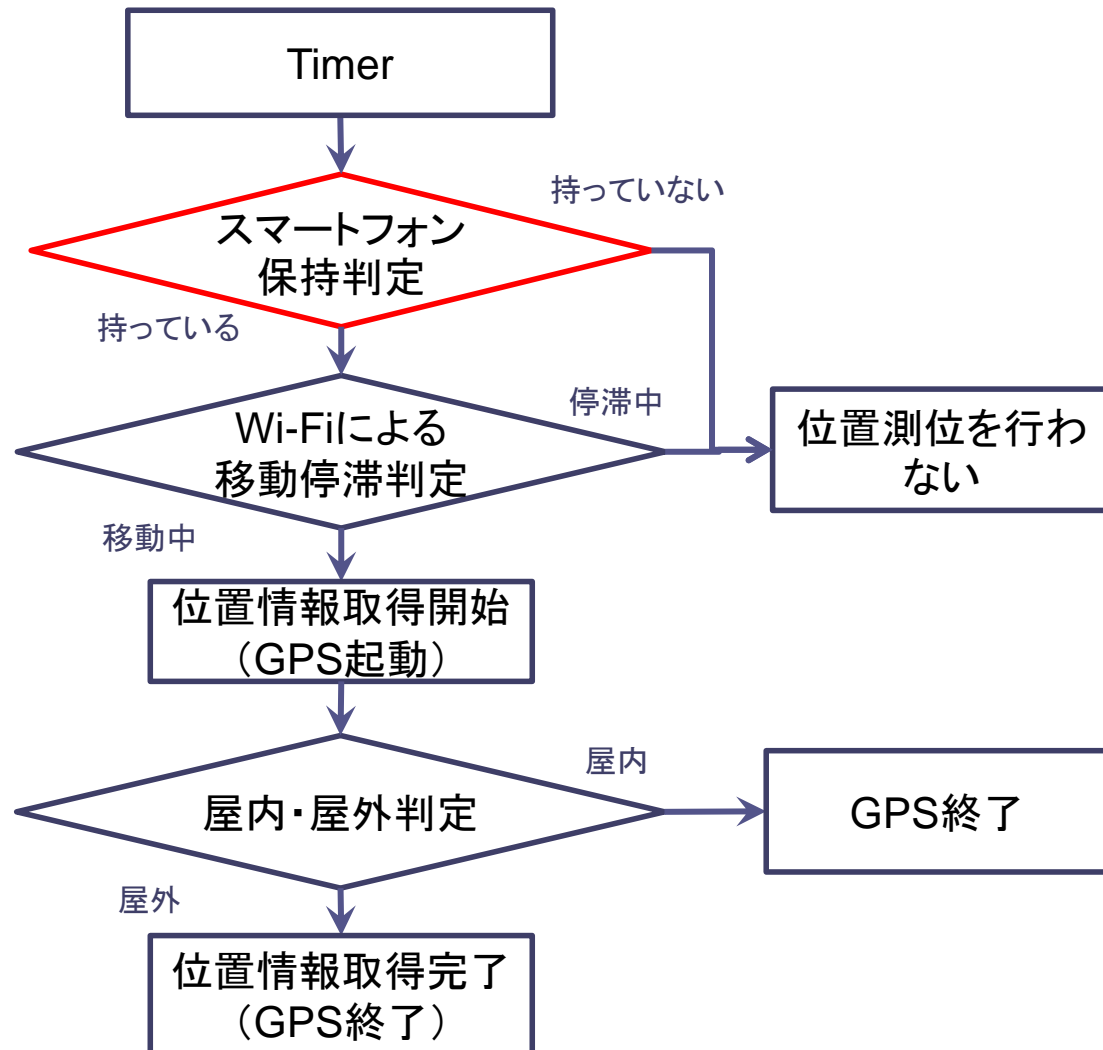 Timer
持っていない
スマートフォン
保持判定
持っている
停滞中
Wi-Fiによる
移動停滞判定
位置測位を行わ
ない
移動中
位置情報取得開始
（GPS起動）
屋内
屋内・屋外判定
GPS終了
屋外
位置情報取得完了
（GPS終了）